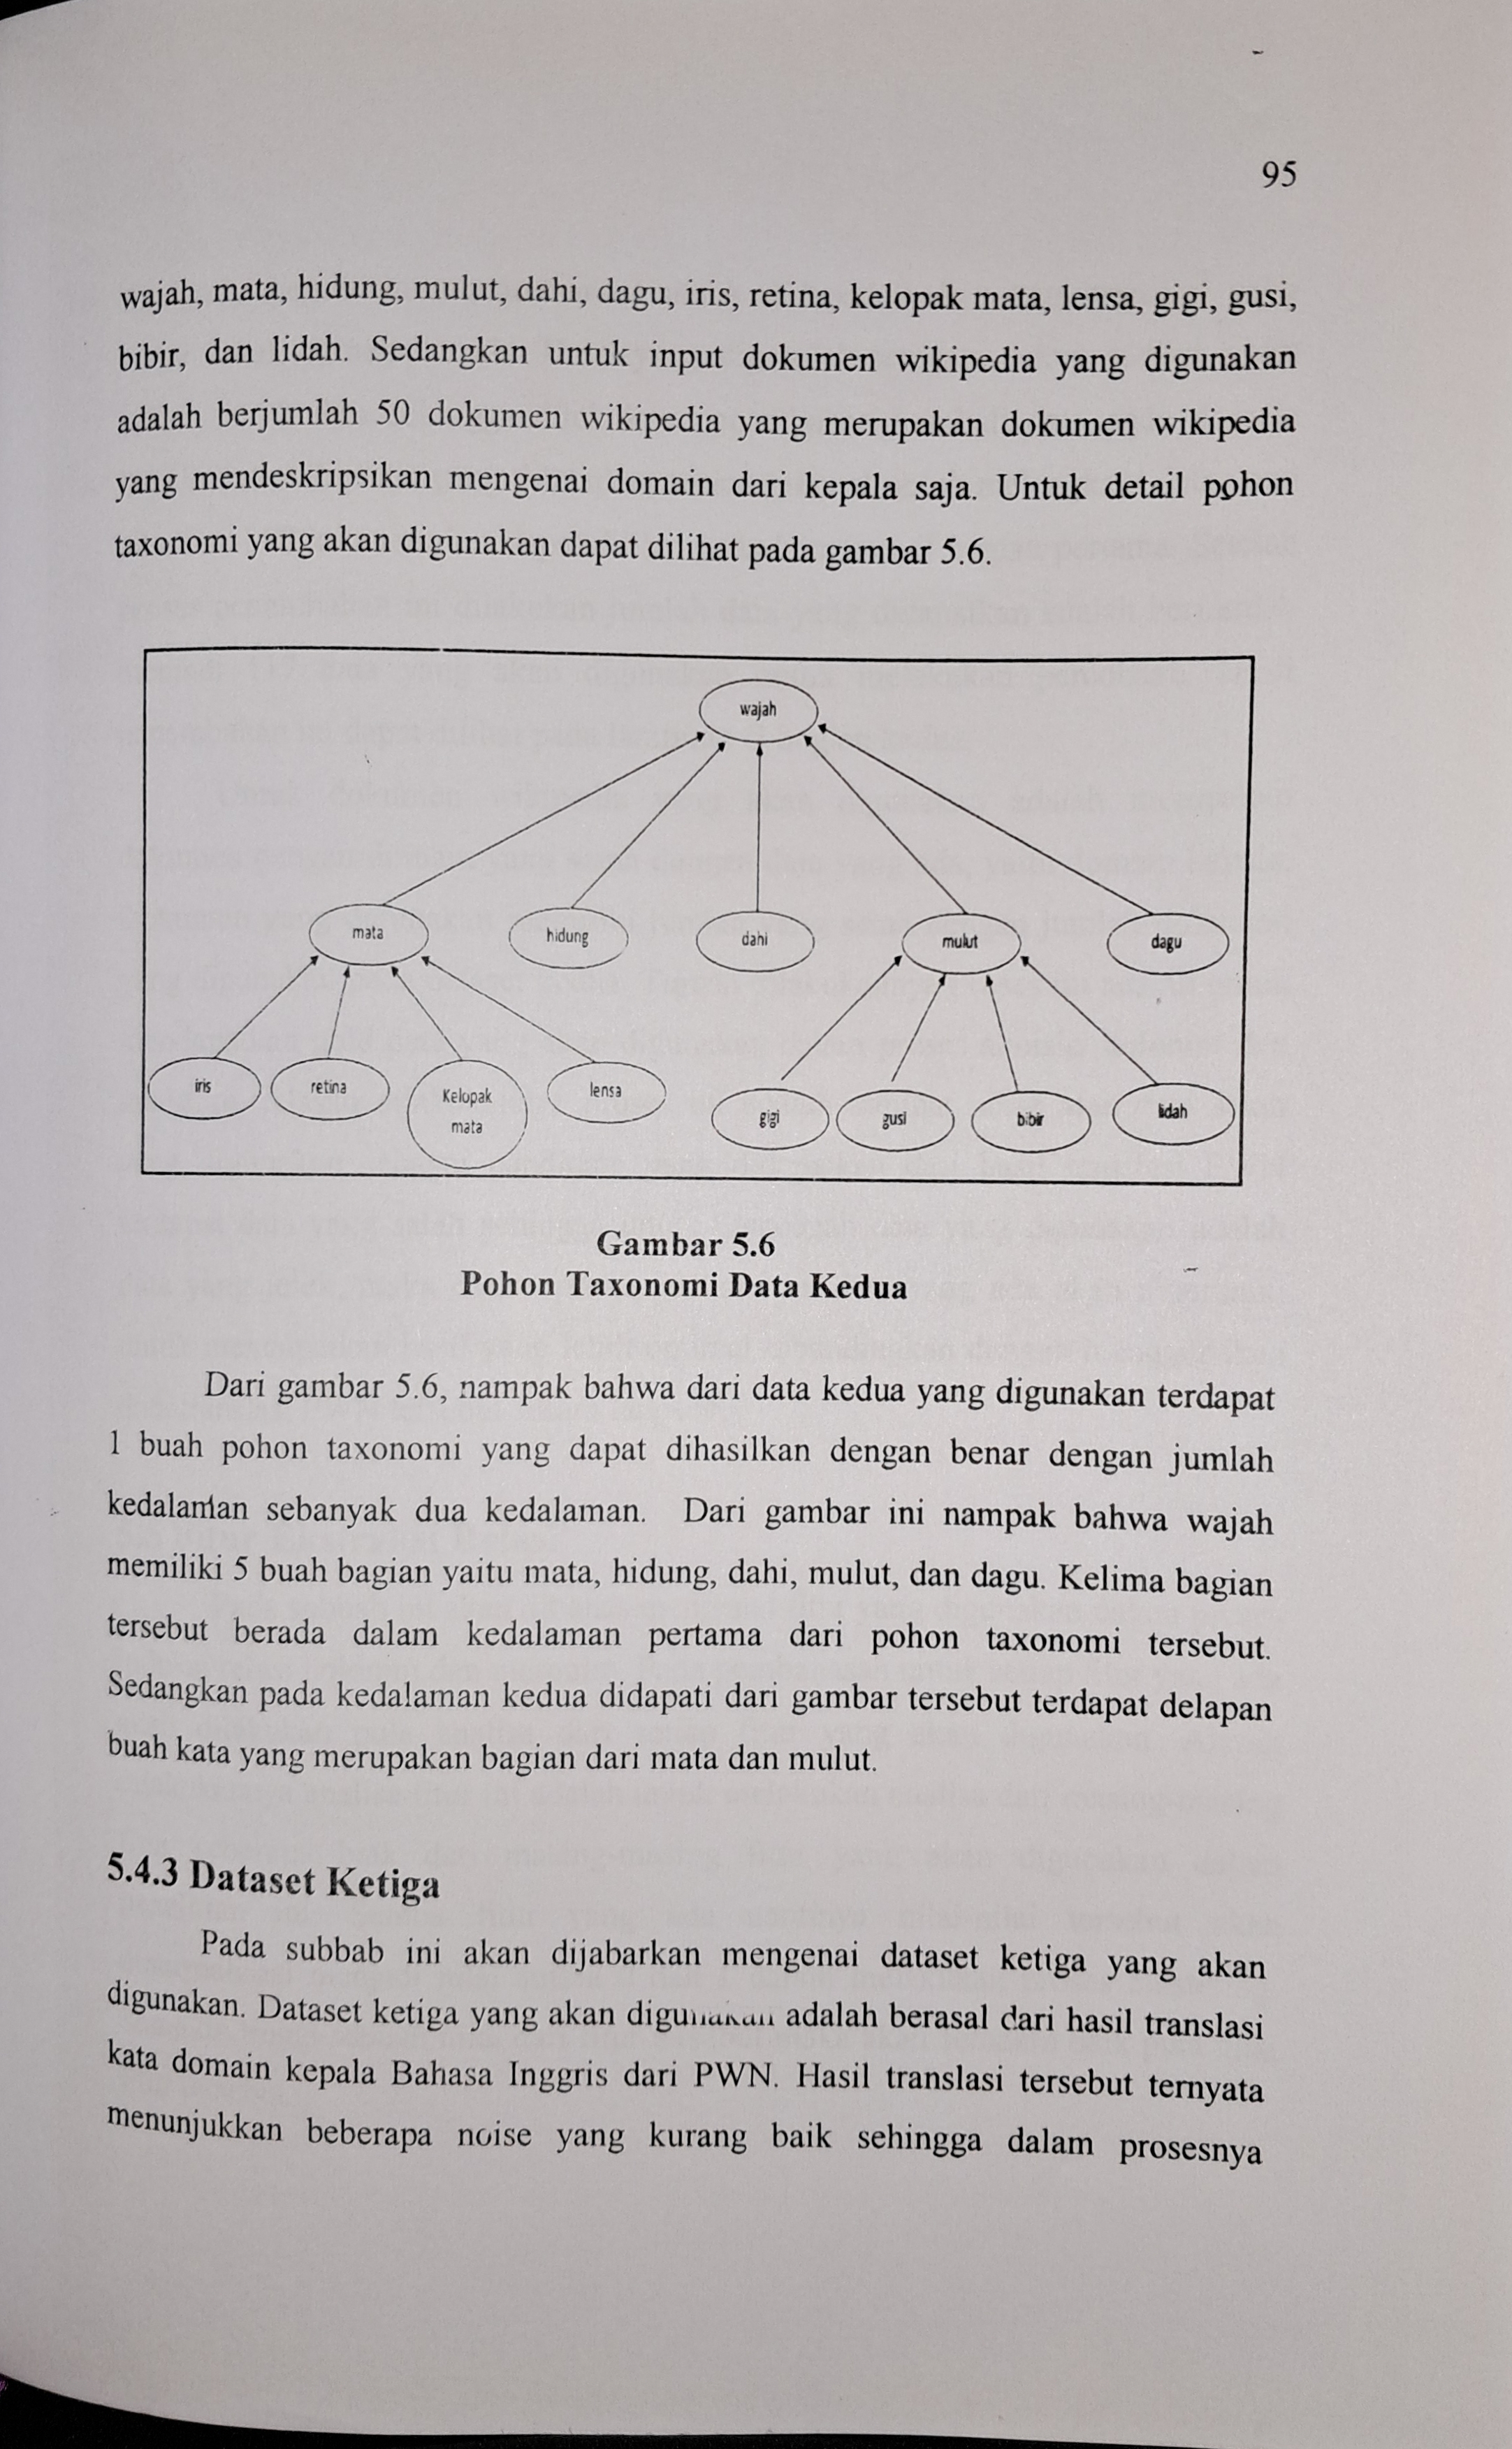 95
wajah, mata, hidung, mulut, dahi, dagu, iris, retina, kelopak mata, lensa, gigi, gusi,
bibir, dan lidah. Sedangkan untuk input dokumen wikipedia yang digunakan
adalah berjumlah 50 dokumen wikipedia yang merupakan dokumen wikipedia
yang mendeskripsikan mengenai domain dari kepala saja. Untuk detail pohon
taxonomi yang akan digunakan dapat dilihat pada gambar 5.6.
wajah
mata
hidung
dahi
mulut
dagu
iris
retina
Kelopak
mata
lensa
gigi
gusi
bibir
lidah
Gambar 5.6
Pohon Taxonomi Data Kedua
Dari gambar 5.6, nampak bahwa dari data kedua yang digunakan terdapat
1 buah pohon taxonomi yang dapat dihasilkan dengan benar dengan jumlah
kedalaman sebanyak dua kedalaman. Dari gambar ini nampak bahwa wajah
memiliki 5 buah bagian yaitu mata, hidung, dahi, mulut, dan dagu. Kelima bagian
tersebut berada dalam kedalaman pertama dari pohon taxonomi tersebut.
Sedangkan pada kedalaman kedua didapati dari gambar tersebut terdapat delapan
buah kata yang merupakan bagian dari mata dan mulut.
5.4.3 Dataset Ketiga
Pada subbab ini akan dijabarkan mengenai dataset ketiga yang akan
digunakan. Dataset ketiga yang akan digunakan adalah berasal dari hasil translasi
kata domain kepala Bahasa Inggris dari PWN. Hasil translasi tersebut ternyata
menunjukkan beberapa noise yang kurang baik sehingga dalam prosesnya